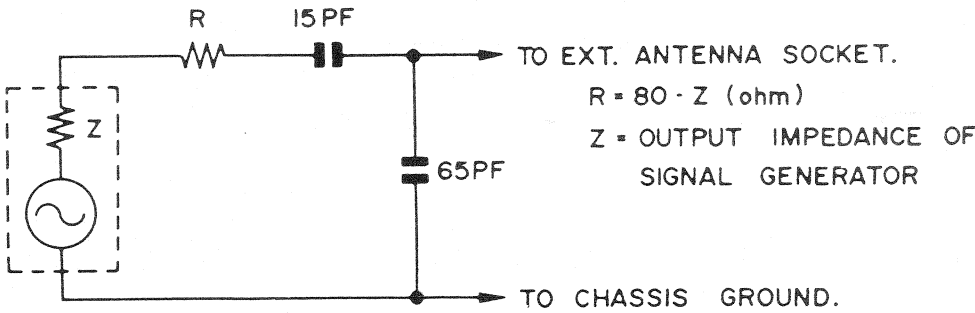 R
15PF
TO EXT. ANTENNA SOCKET.
R = 80 - Z (ohm)
Z
Z = OUTPUT IMPEDANCE OF
65PF
SIGNAL GENERATOR
TO CHASSIS GROUND.